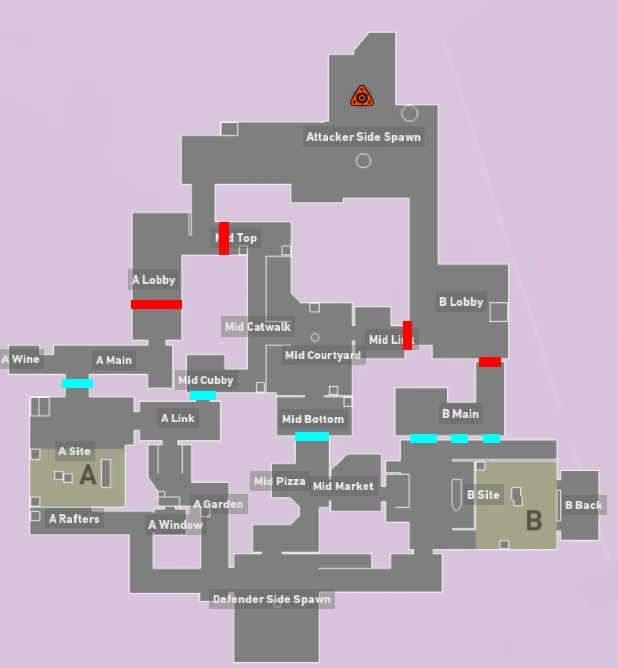 Attacker Side Spawn
Mid Top
A Lobby
B Lobby
Mid Catwalk
Mid Link
Mid Courtyard
A Wine
A Main
Mid Cubby
A Link
Mid Bottom
B Main
A Site
A
Mid Pizza
Mid Market
B Site
B Back
A Garden
A Rafters
A Window
B
Defender Side Spawn